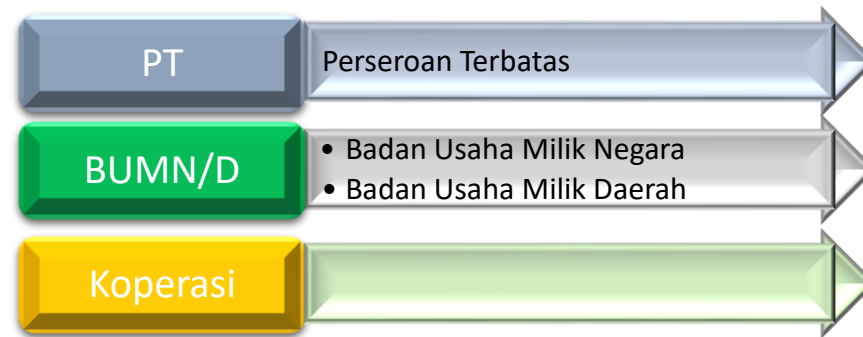 PT
Perseroan Terbatas
BUMN/D
• Badan Usaha Milik Negara
• Badan Usaha Milik Daerah
Koperasi